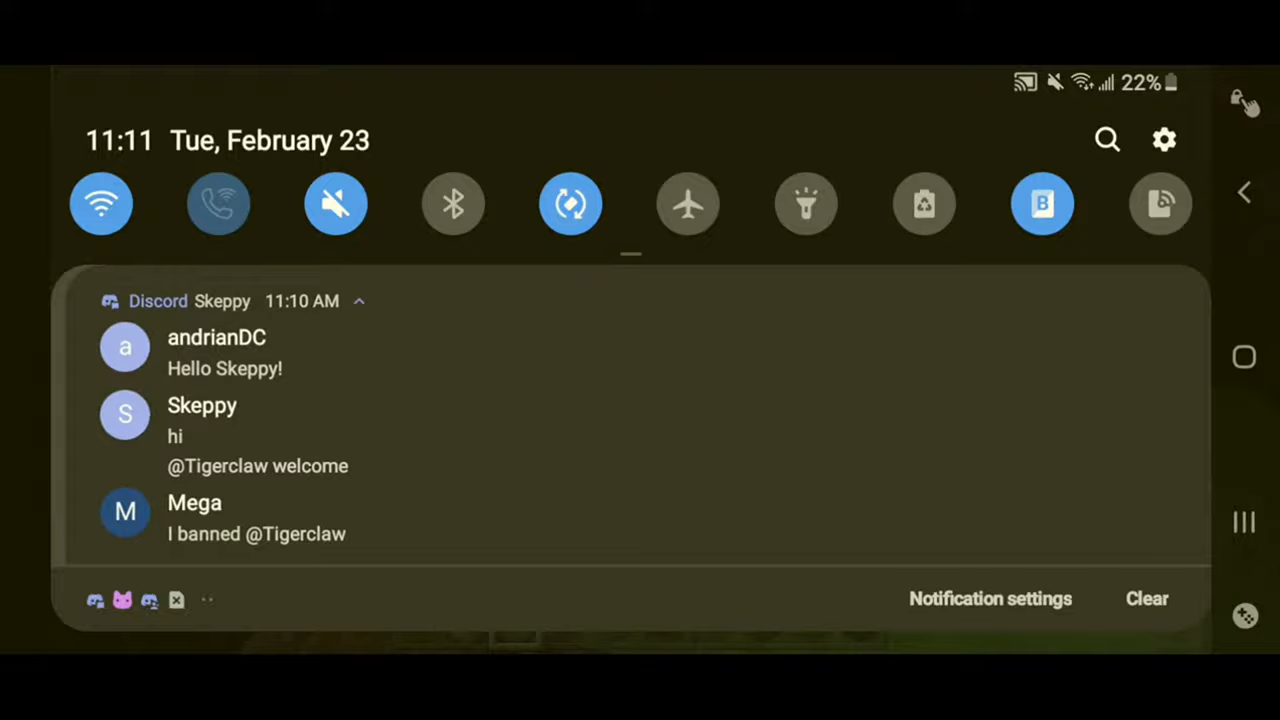 22%
11:11 Tue, February 23
B
Discord Skeppy 11:10 AM
a
andrianDC
Hello Skeppy!
S
Skeppy
hi
@Tigerclaw welcome
M
Mega
I banned @Tigerclaw
Notification settings Clear